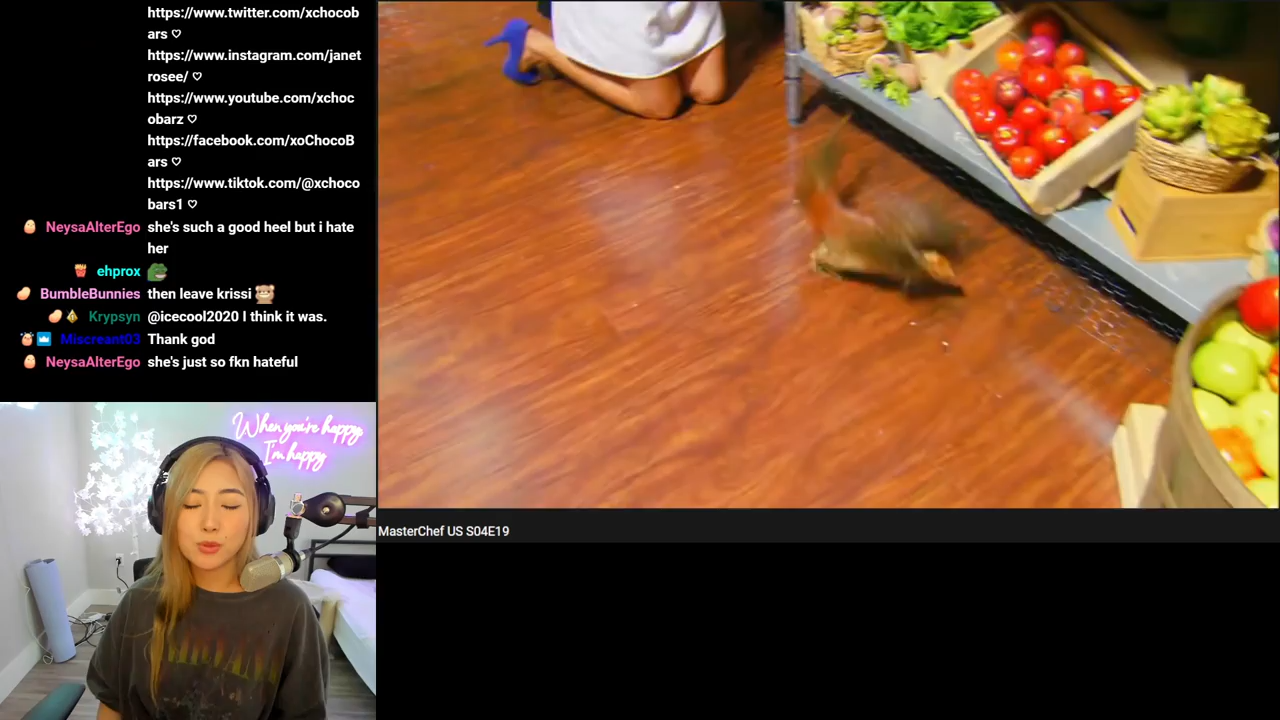 https://www.twitter.com/xchocob
ars ♡
https://www.instagram.com/janet
rosee/ ♡
https://www.youtube.com/xchoc
obarz ♡
https://facebook.com/xoChocoB
ars ♡
https://www.tiktok.com/@xchoco
bars1 ♡
NeysaAlterEgo she's such a good heel but i hate
her
ehprox
BumbleBunnies then leave krissi
Krypsyn @icecool2020 I think it was.
Miscreant03 Thank god
NeysaAlterEgo she's just so fkn hateful
When you're happy
I'm happy
MasterChef US S04E19